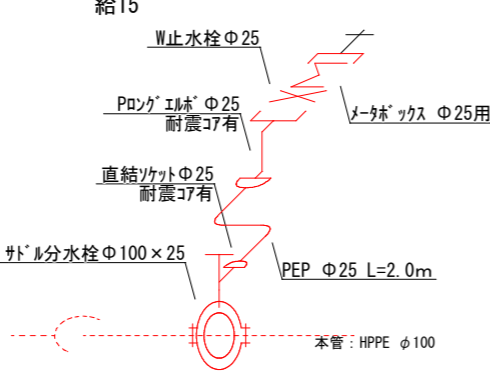 給15
W止水栓Φ25
Pロングエルボ Φ25
耐震コア有
メータボックス Φ25用
直結ソケットΦ25
耐震コア有
サドル分水栓Φ100×25
PEP Φ25 L=2.0m
本管：HPPE φ100